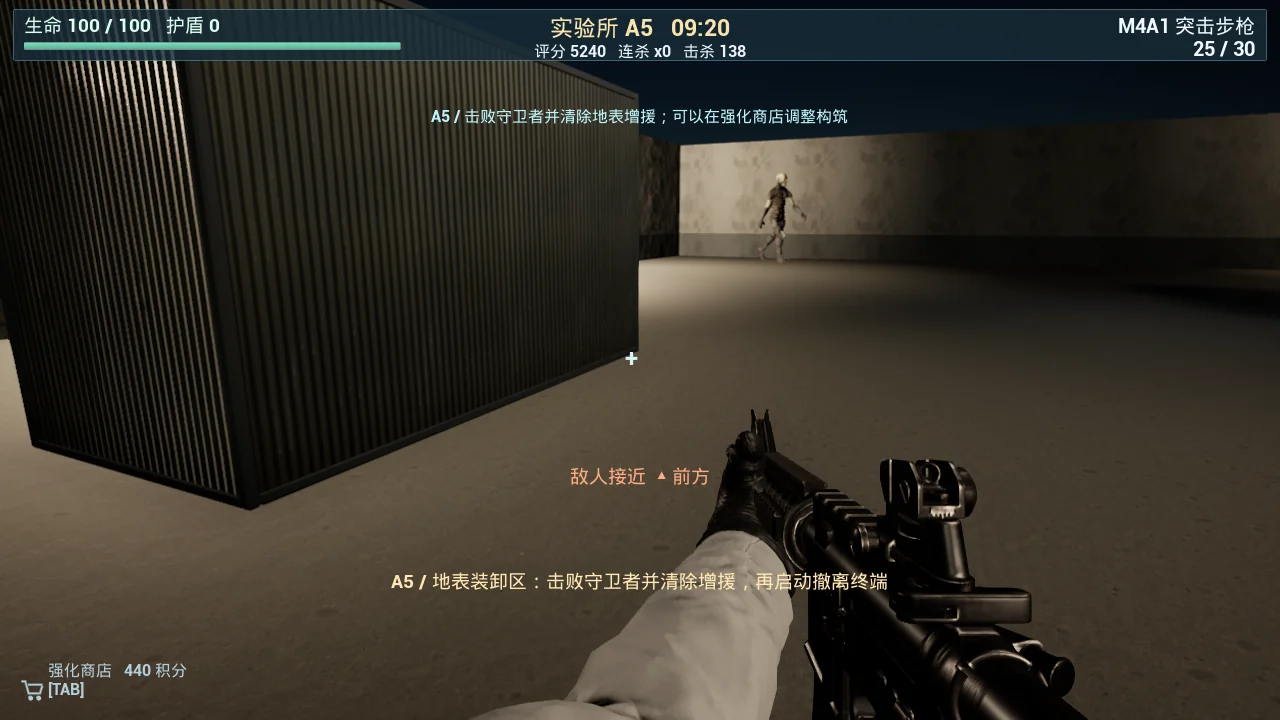 生命 100 / 100 护盾 0
实验所 A5 09:20
评分 5240 连杀 x0 击杀 138
M4A1 突击步枪
25 / 30
A5 / 击败守卫者并清除地表增援；可以在强化商店调整构筑
敌人接近 ▲ 前方
A5 / 地表装卸区：击败守卫者并清除增援，再启动撤离终端
强化商店 440 积分
[TAB]